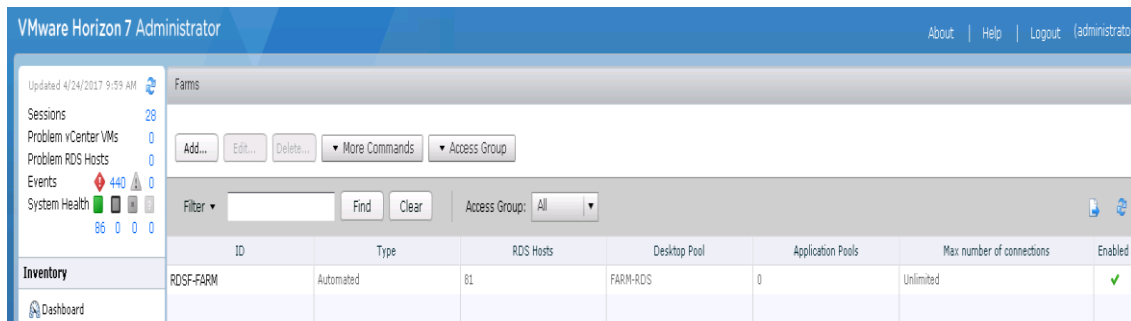 VMware Horizon 7 Administrator
About | Help | Logout (administrato
Updated 4/24/2017 9:59 AM
Farms
Sessions 28
Problem vCenter VMs 0
Problem RDS Hosts 0
Events 440 0
System Health
86 0 0 0
Add... Edit... Delete... More Commands Access Group
Filter Find Clear Access Group: All
ID Type RDS Hosts Desktop Pool Application Pools Max number of connections Enabled
RDSF-FARM Automated 81 FARM-RDS 0 Unlimited
Inventory
Dashboard